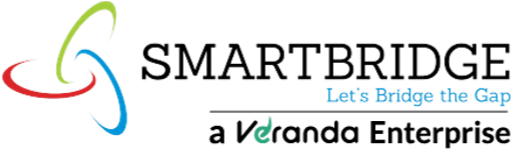 SMARTBRIDGE
Let's Bridge the Gap
a Veranda Enterprise